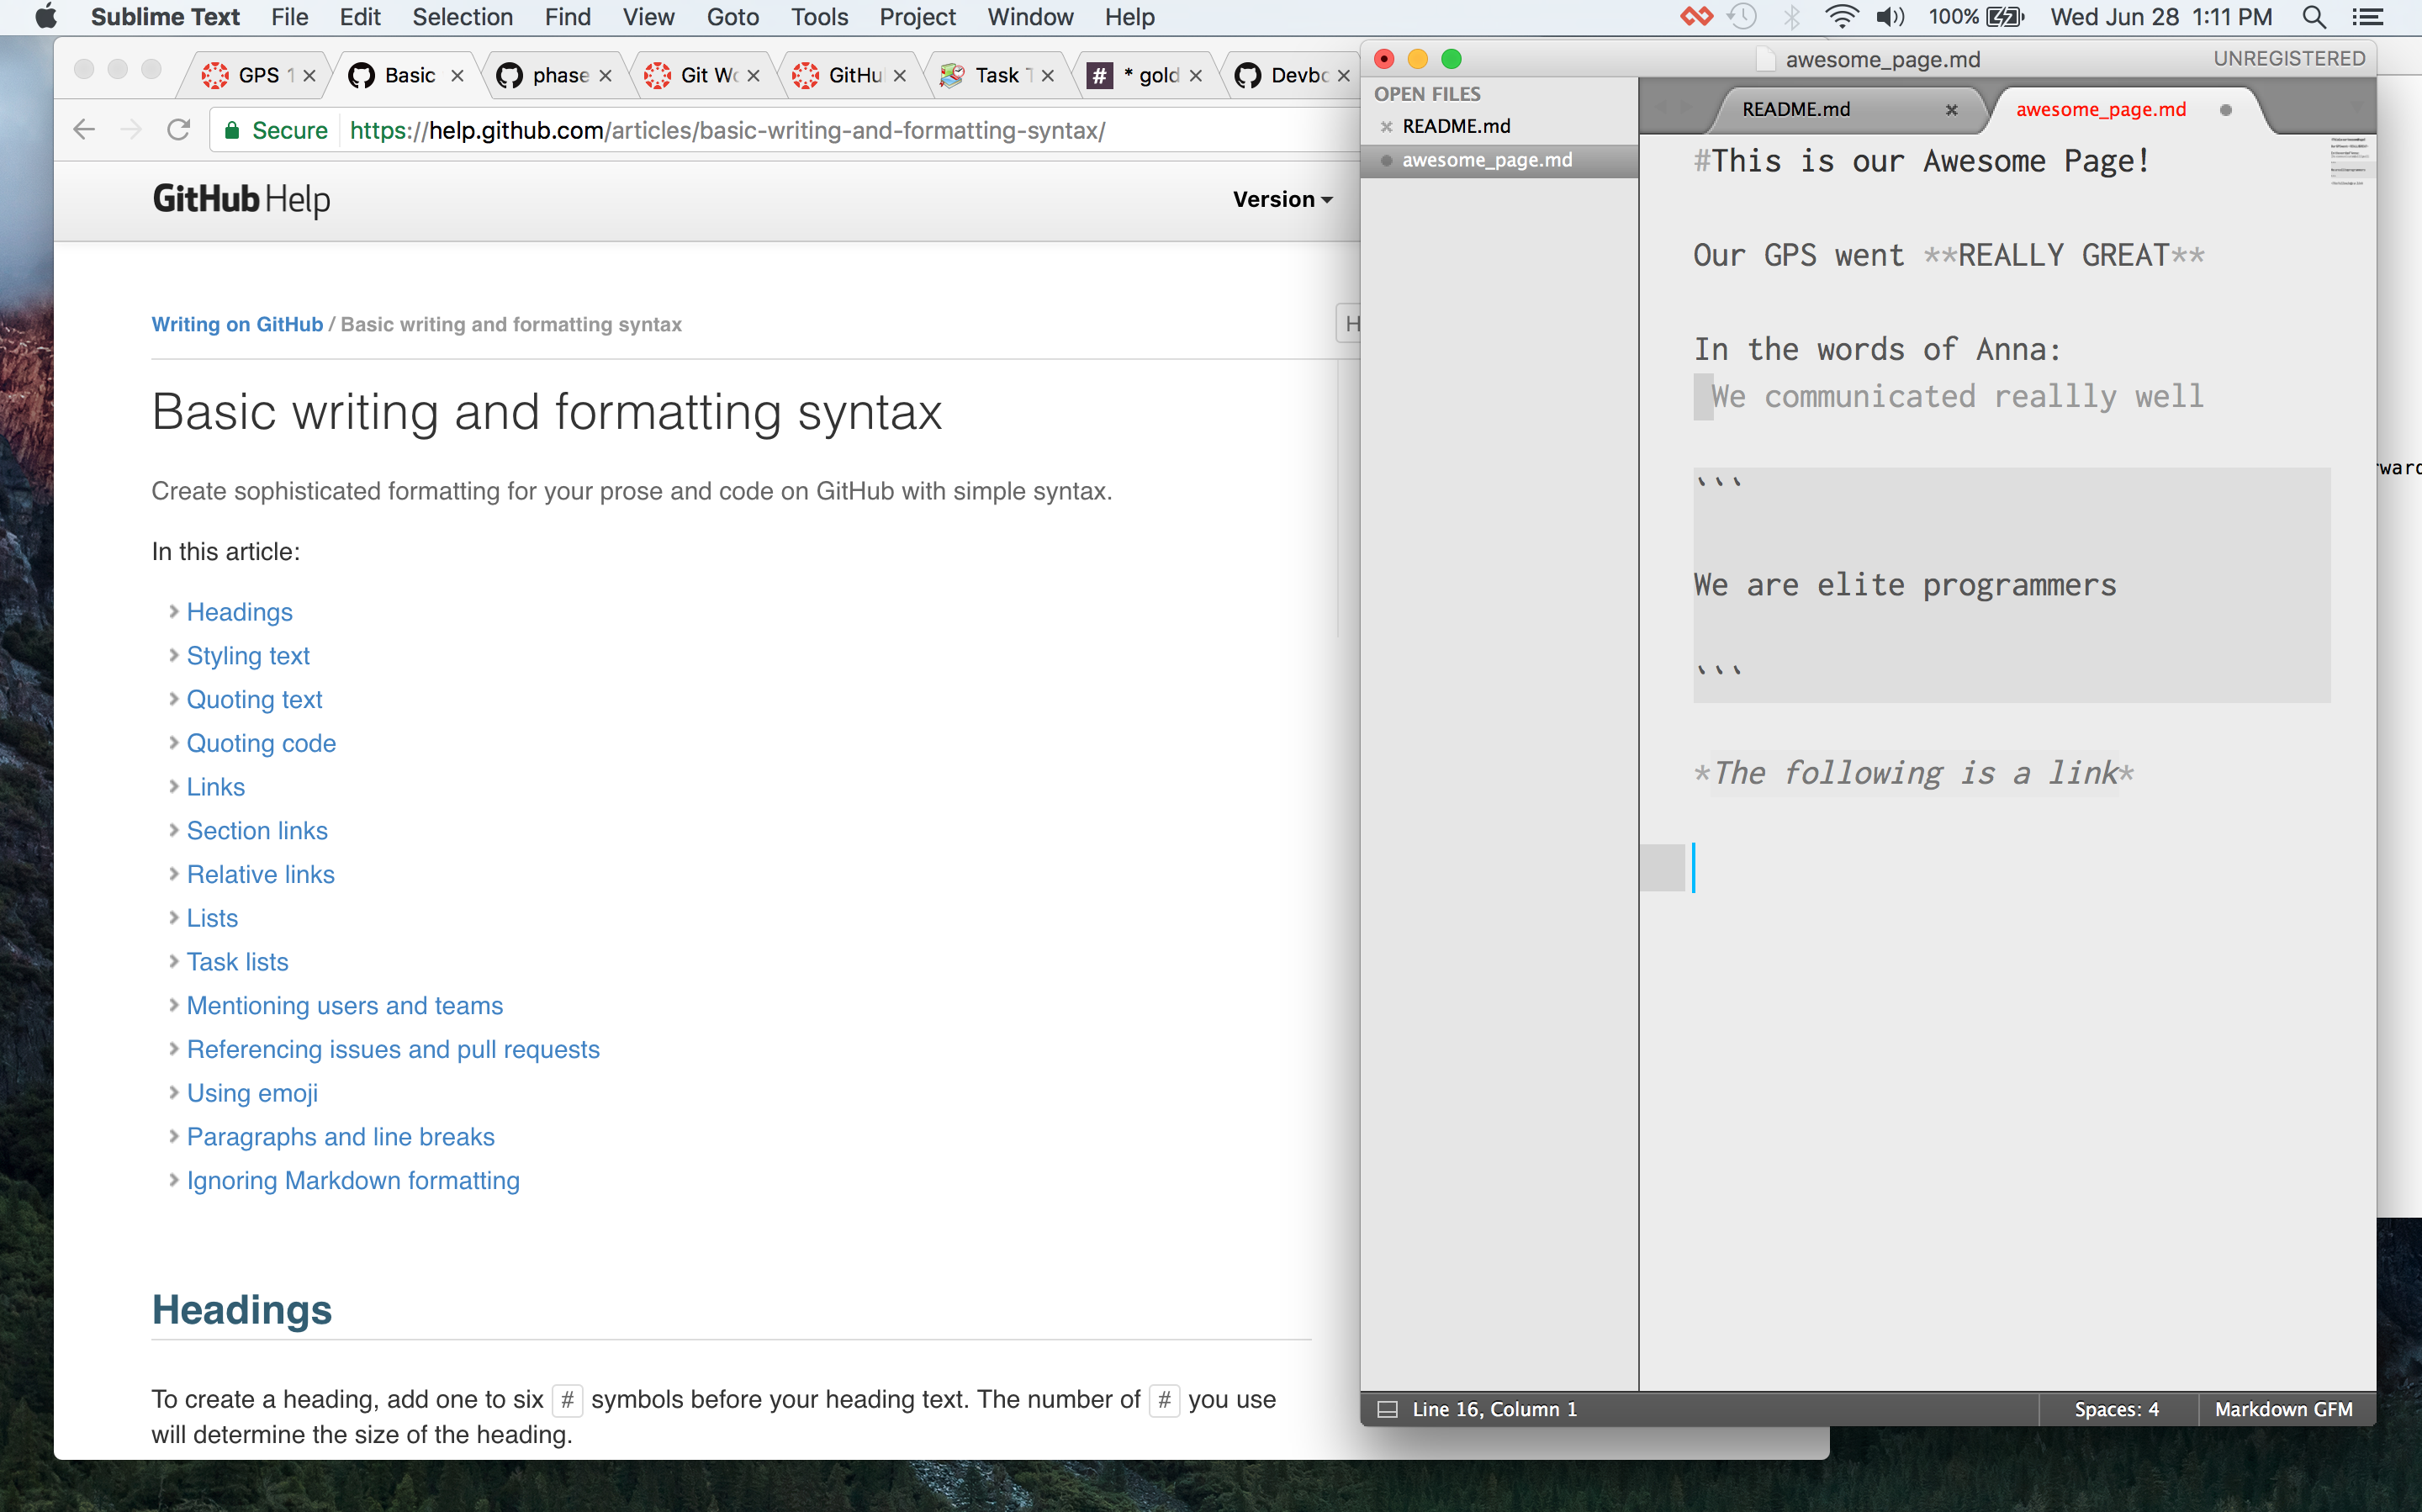 Sublime Text File Edit Selection Find View Goto Tools Project Window Help 100% Wed Jun 28 1:11 PM
GPS 1 Basic phase Git Wo GitHu Task T # * gold Devbo
Secure https://help.github.com/articles/basic-writing-and-formatting-syntax/
GitHub Help Version
Writing on GitHub / Basic writing and formatting syntax
H
Basic writing and formatting syntax
Create sophisticated formatting for your prose and code on GitHub with simple syntax.
In this article:
Headings
Styling text
Quoting text
Quoting code
Links
Section links
Relative links
Lists
Task lists
Mentioning users and teams
Referencing issues and pull requests
Using emoji
Paragraphs and line breaks
Ignoring Markdown formatting
Headings
To create a heading, add one to six # symbols before your heading text. The number of # you use
will determine the size of the heading.
awesome_page.md UNREGISTERED
OPEN FILES
README.md
awesome_page.md
README.md awesome_page.md
#This is our Awesome Page!
Our GPS went **REALLY GREAT**
In the words of Anna:
We communicated reallly well
```
We are elite programmers
```
*The following is a link*
Line 16, Column 1 Spaces: 4 Markdown GFM
ward